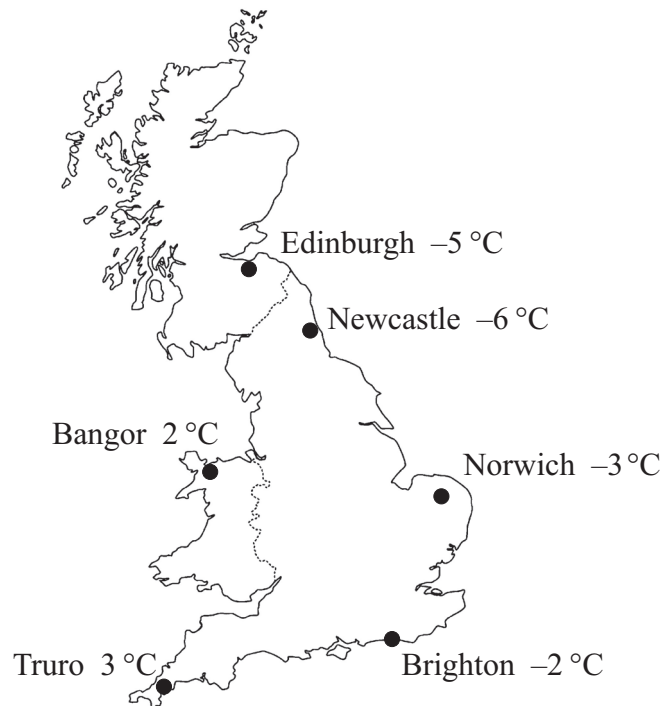 Edinburgh –5 °C
Newcastle –6 °C
Bangor 2 °C
Norwich –3 °C
Truro 3 °C
Brighton –2 °C